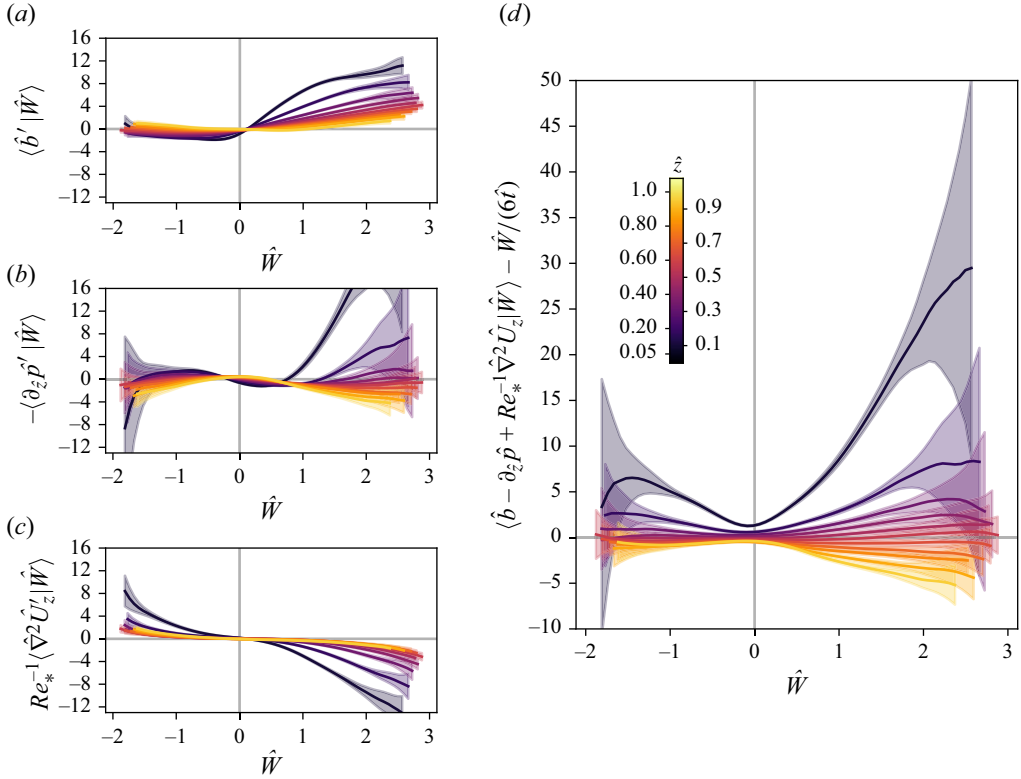 (a)
16
12
8
4
0
−4
−8
−12
⟨b̂′|Ŵ⟩
−2 −1 0 1 2 3
Ŵ
(b)
16
12
8
4
0
−4
−8
−12
−⟨∂ẑ p̂′|Ŵ⟩
−2 −1 0 1 2 3
Ŵ
(c)
16
12
8
4
0
−4
−8
−12
Re∗⁻¹⟨∇̂²Û′z|Ŵ⟩
−2 −1 0 1 2 3
Ŵ
(d)
50
45
40
35
30
25
20
15
10
5
0
−5
−10
⟨b̂ − ∂ẑ p̂ + Re∗⁻¹∇̂²Ûz|Ŵ⟩ − Ŵ/(6t̂)
ẑ
1.0
0.80
0.60
0.40
0.20
0.05
0.9
0.7
0.5
0.3
0.1
−2 −1 0 1 2 3
Ŵ